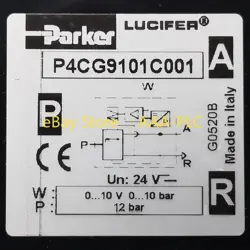 Parker LUCIFER®
P4CG9101C001
A
P
W
P
A
R
CE
Un: 24 V
W 0...10 V 0...10 bar
P 12 bar
R
G0520B
Made in Italy